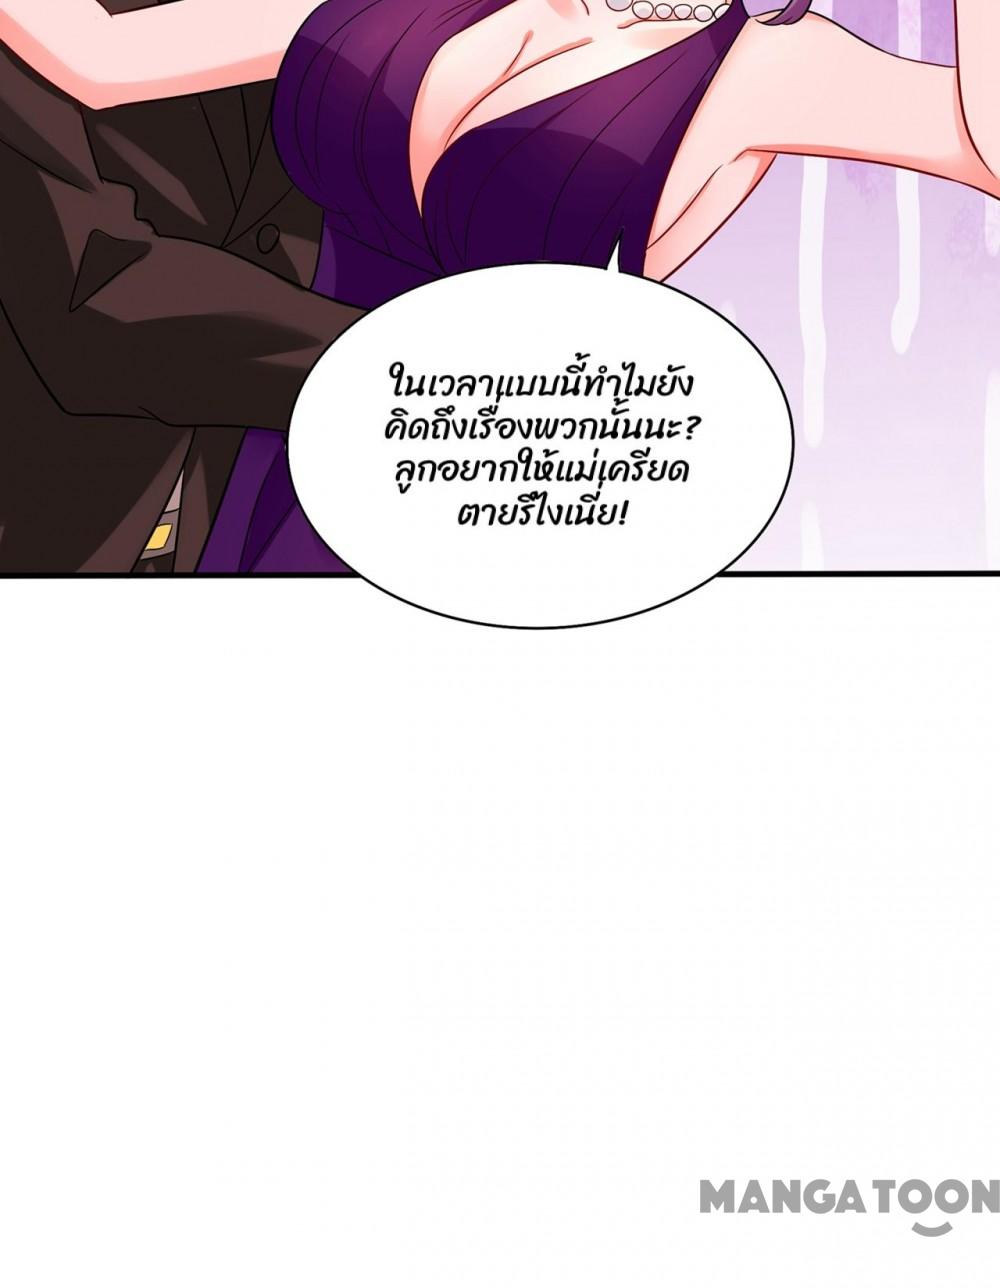 ในเวลาแบบนี้ทำไมยัง
คิดถึงเรื่องพวกนั้นนะ?
ลูกอยากให้แม่เครียด
ตายรึไงเนี่ย!
MANGATOON